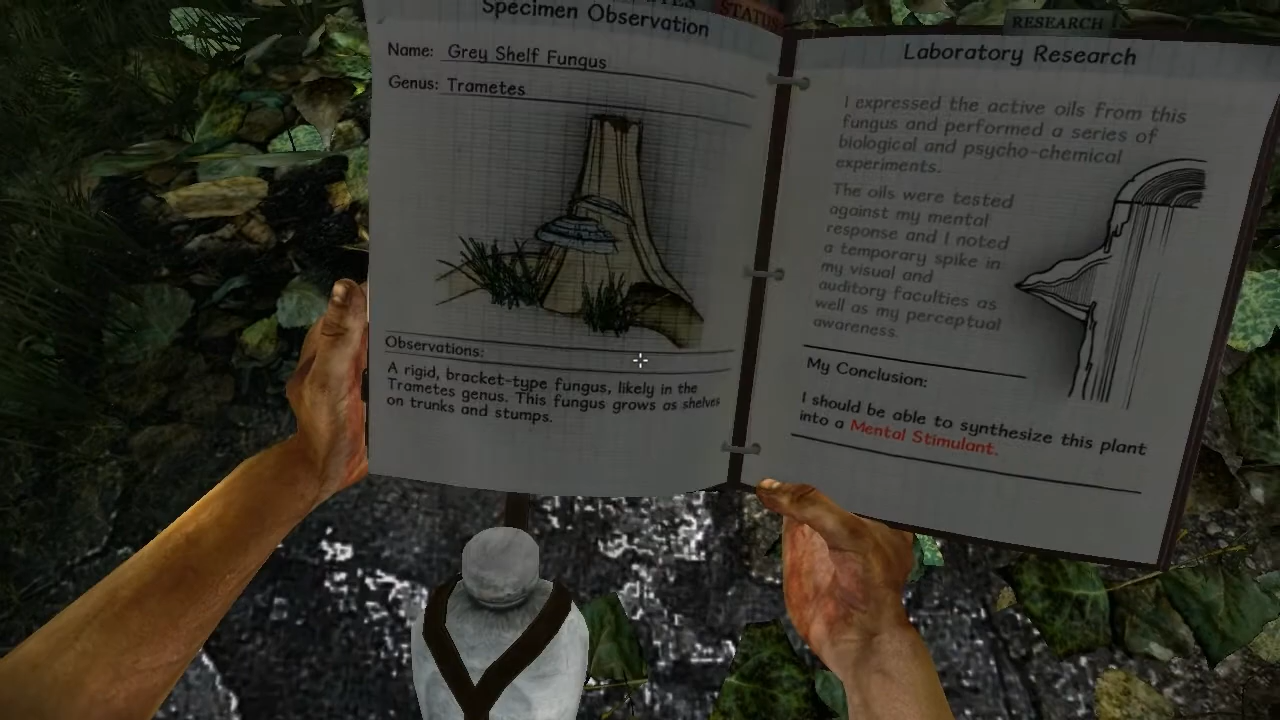 STATUS
RESEARCH
Specimen Observation
Name: Grey Shelf Fungus
Genus: Trametes
Observations:
A rigid, bracket-type fungus, likely in the
Trametes genus. This fungus grows as shelves
on trunks and stumps.
Laboratory Research
I expressed the active oils from this
fungus and performed a series of
biological and psycho-chemical
experiments.
The oils were tested
against my mental
response and I noted
a temporary spike in
my visual and
auditory faculties as
well as my perceptual
awareness.
My Conclusion:
I should be able to synthesize this plant
into a Mental Stimulant.